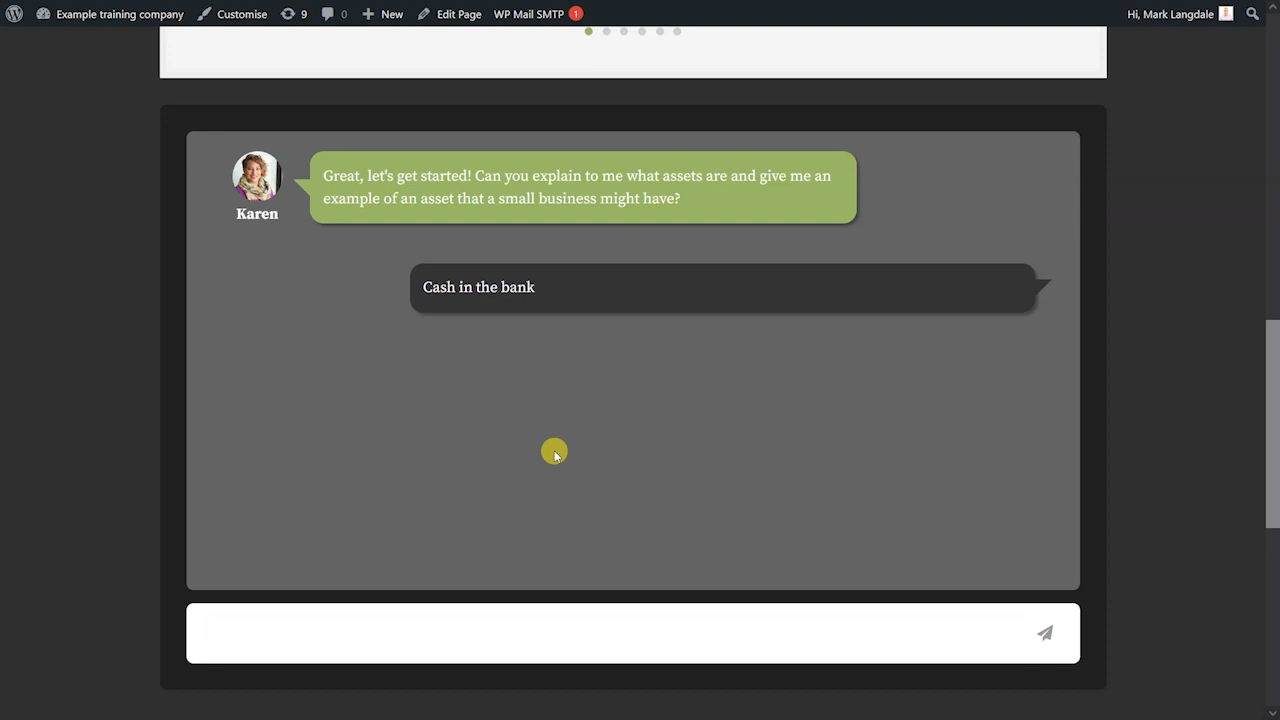 Example training company Customise 9 0 New Edit Page WP Mail SMTP 1 Hi, Mark Langdale
Great, let's get started! Can you explain to me what assets are and give me an
example of an asset that a small business might have?
Karen
Cash in the bank